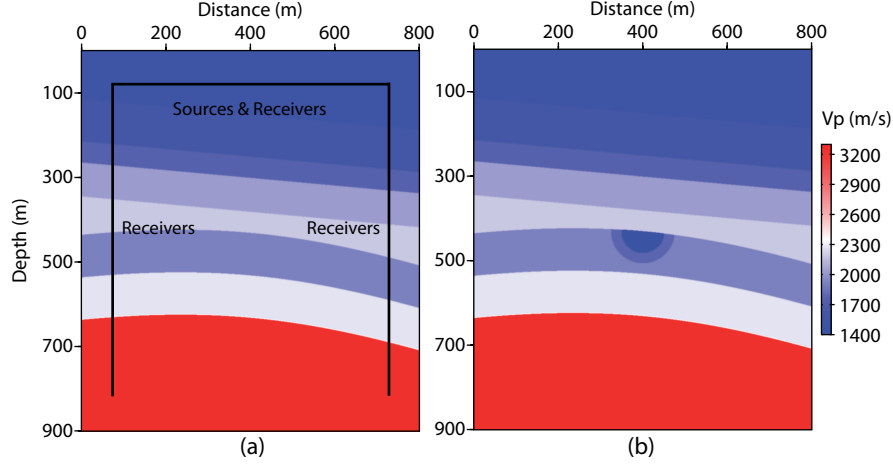 Distance (m)
0 200 400 600 800
Distance (m)
0 200 400 600 800
100
300
500
700
900
Depth (m)
Sources & Receivers
Receivers
Receivers
(a)
100
300
500
700
900
(b)
Vp (m/s)
3200
2900
2600
2300
2000
1700
1400